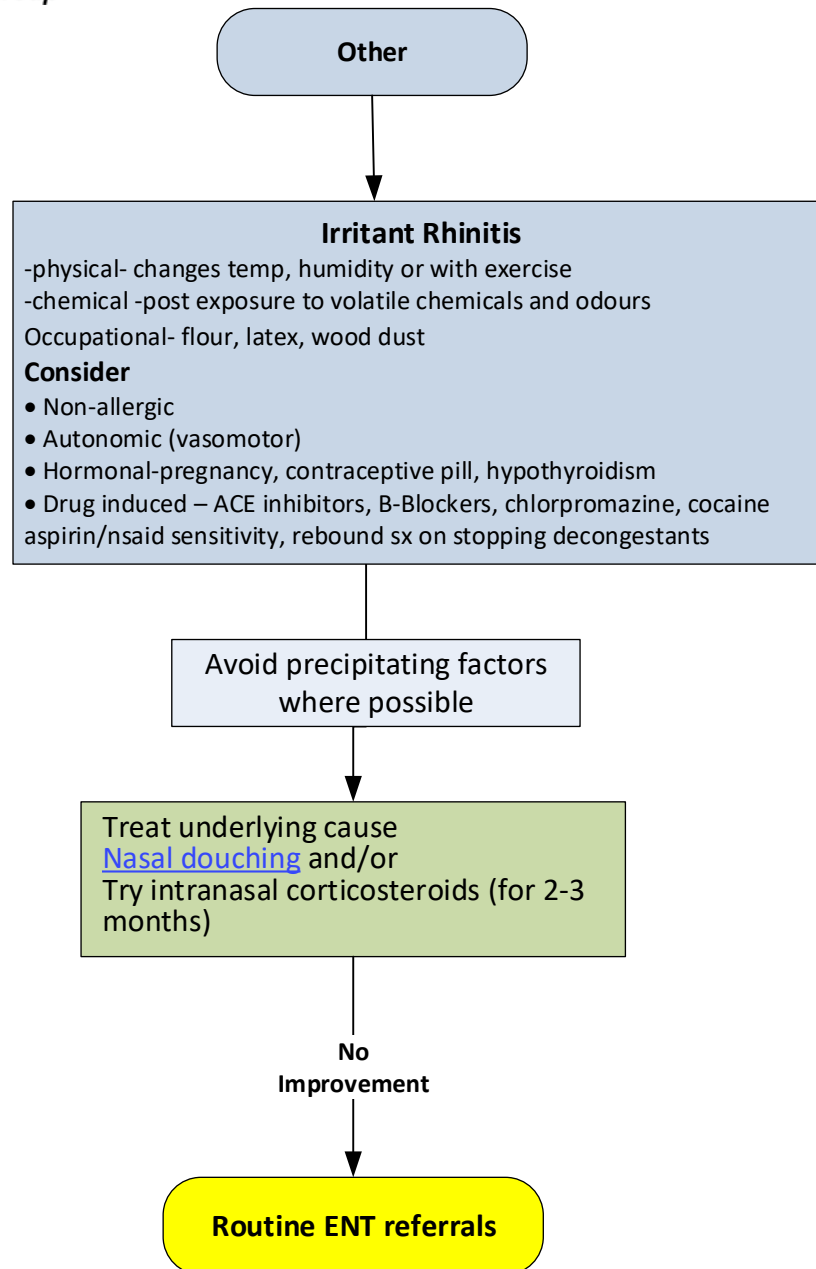 Other
Irritant Rhinitis
-physical- changes temp, humidity or with exercise
-chemical -post exposure to volatile chemicals and odours
Occupational- flour, latex, wood dust
Consider
• Non-allergic
• Autonomic (vasomotor)
• Hormonal-pregnancy, contraceptive pill, hypothyroidism
• Drug induced – ACE inhibitors, B-Blockers, chlorpromazine, cocaine
aspirin/nsaid sensitivity, rebound sx on stopping decongestants
Avoid precipitating factors
where possible
Treat underlying cause
Nasal douching and/or
Try intranasal corticosteroids (for 2-3
months)
No
Improvement
Routine ENT referrals